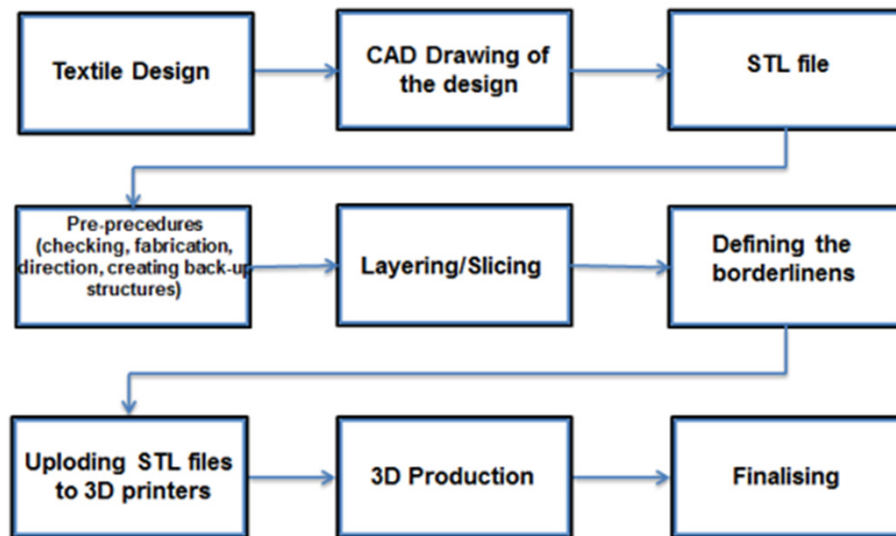 Textile Design
CAD Drawing of
the design
STL file
Pre-precedures
(checking, fabrication,
direction, creating back-up
structures)
Layering/Slicing
Defining the
borderlinens
Uploding STL files
to 3D printers
3D Production
Finalising